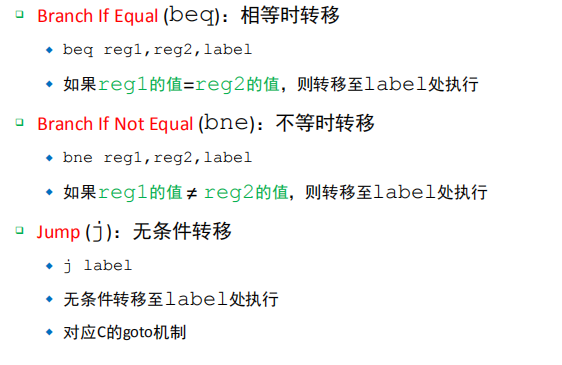 Branch If Equal (beq)：相等时转移
beq reg1,reg2,label
如果reg1的值=reg2的值，则转移至label处执行
Branch If Not Equal (bne)：不等时转移
bne reg1,reg2,label
如果reg1的值≠ reg2的值，则转移至label处执行
Jump (j)：无条件转移
j label
无条件转移至label处执行
对应C的goto机制